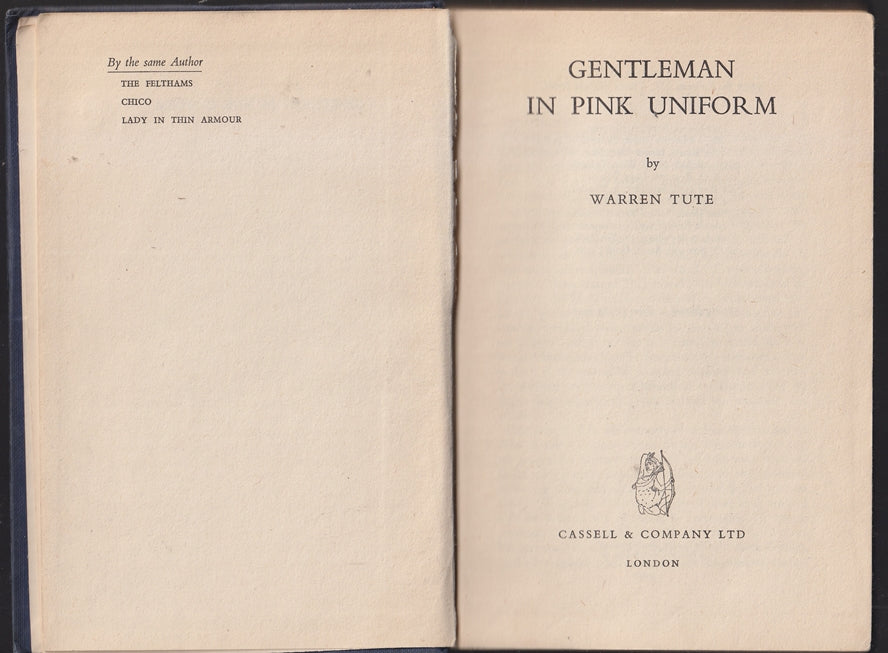 By the same Author
THE FELTHAMS
CHICO
LADY IN THIN ARMOUR
GENTLEMAN
IN PINK UNIFORM
by
WARREN TUTE
CASSELL & COMPANY LTD
LONDON